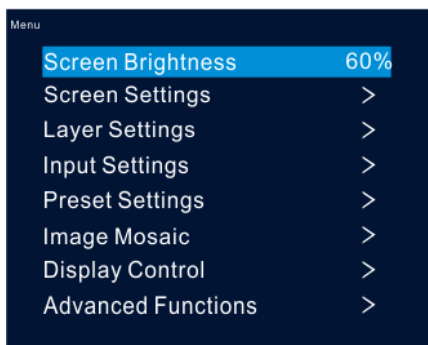 Menu
Screen Brightness 60%
Screen Settings >
Layer Settings >
Input Settings >
Preset Settings >
Image Mosaic >
Display Control >
Advanced Functions >